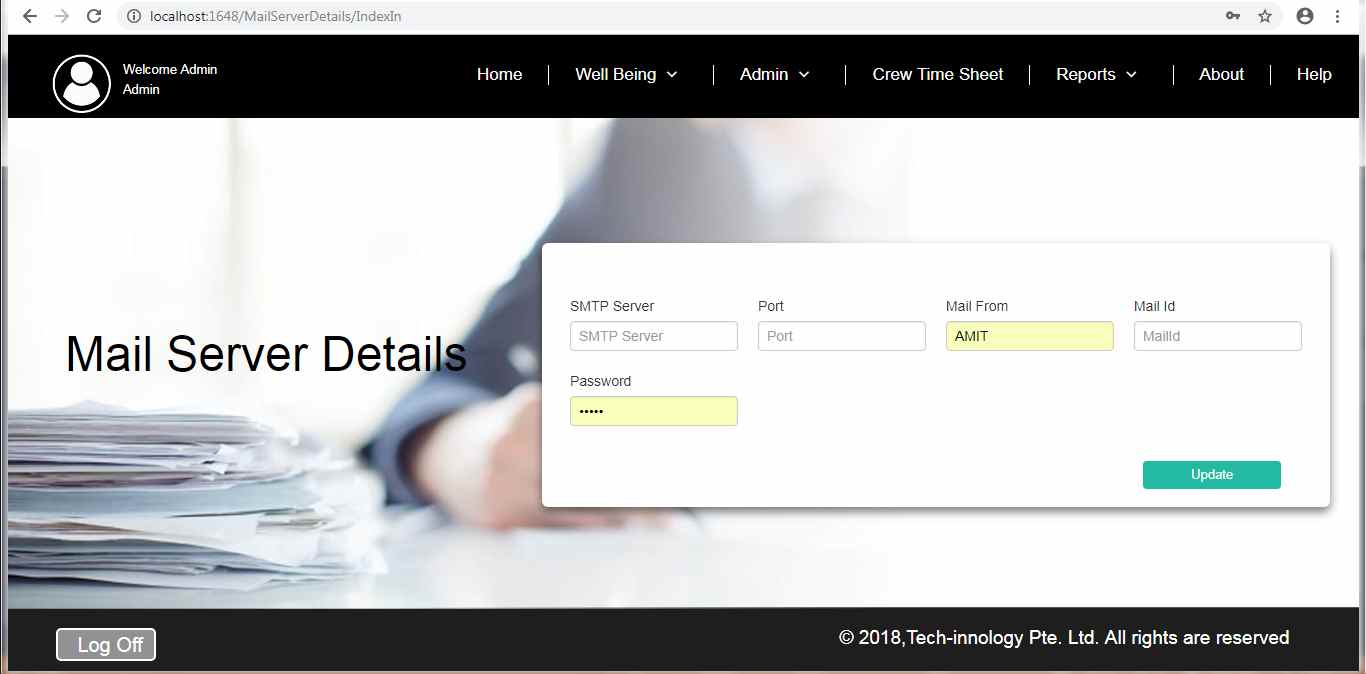 localhost:1648/MailServerDetails/IndexIn
Welcome Admin
Admin
Home
Well Being
Admin
Crew Time Sheet
Reports
About
Help
Mail Server Details
SMTP Server
Port
Mail From
Mail Id
SMTP Server
Port
AMIT
MailId
Password
•••••
Update
Log Off
© 2018,Tech-innology Pte. Ltd. All rights are reserved